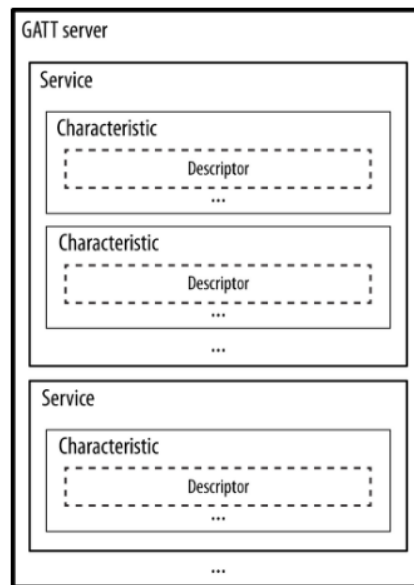 GATT server
Service
Characteristic
Descriptor
...
Characteristic
Descriptor
...
...
Service
Characteristic
Descriptor
...
...